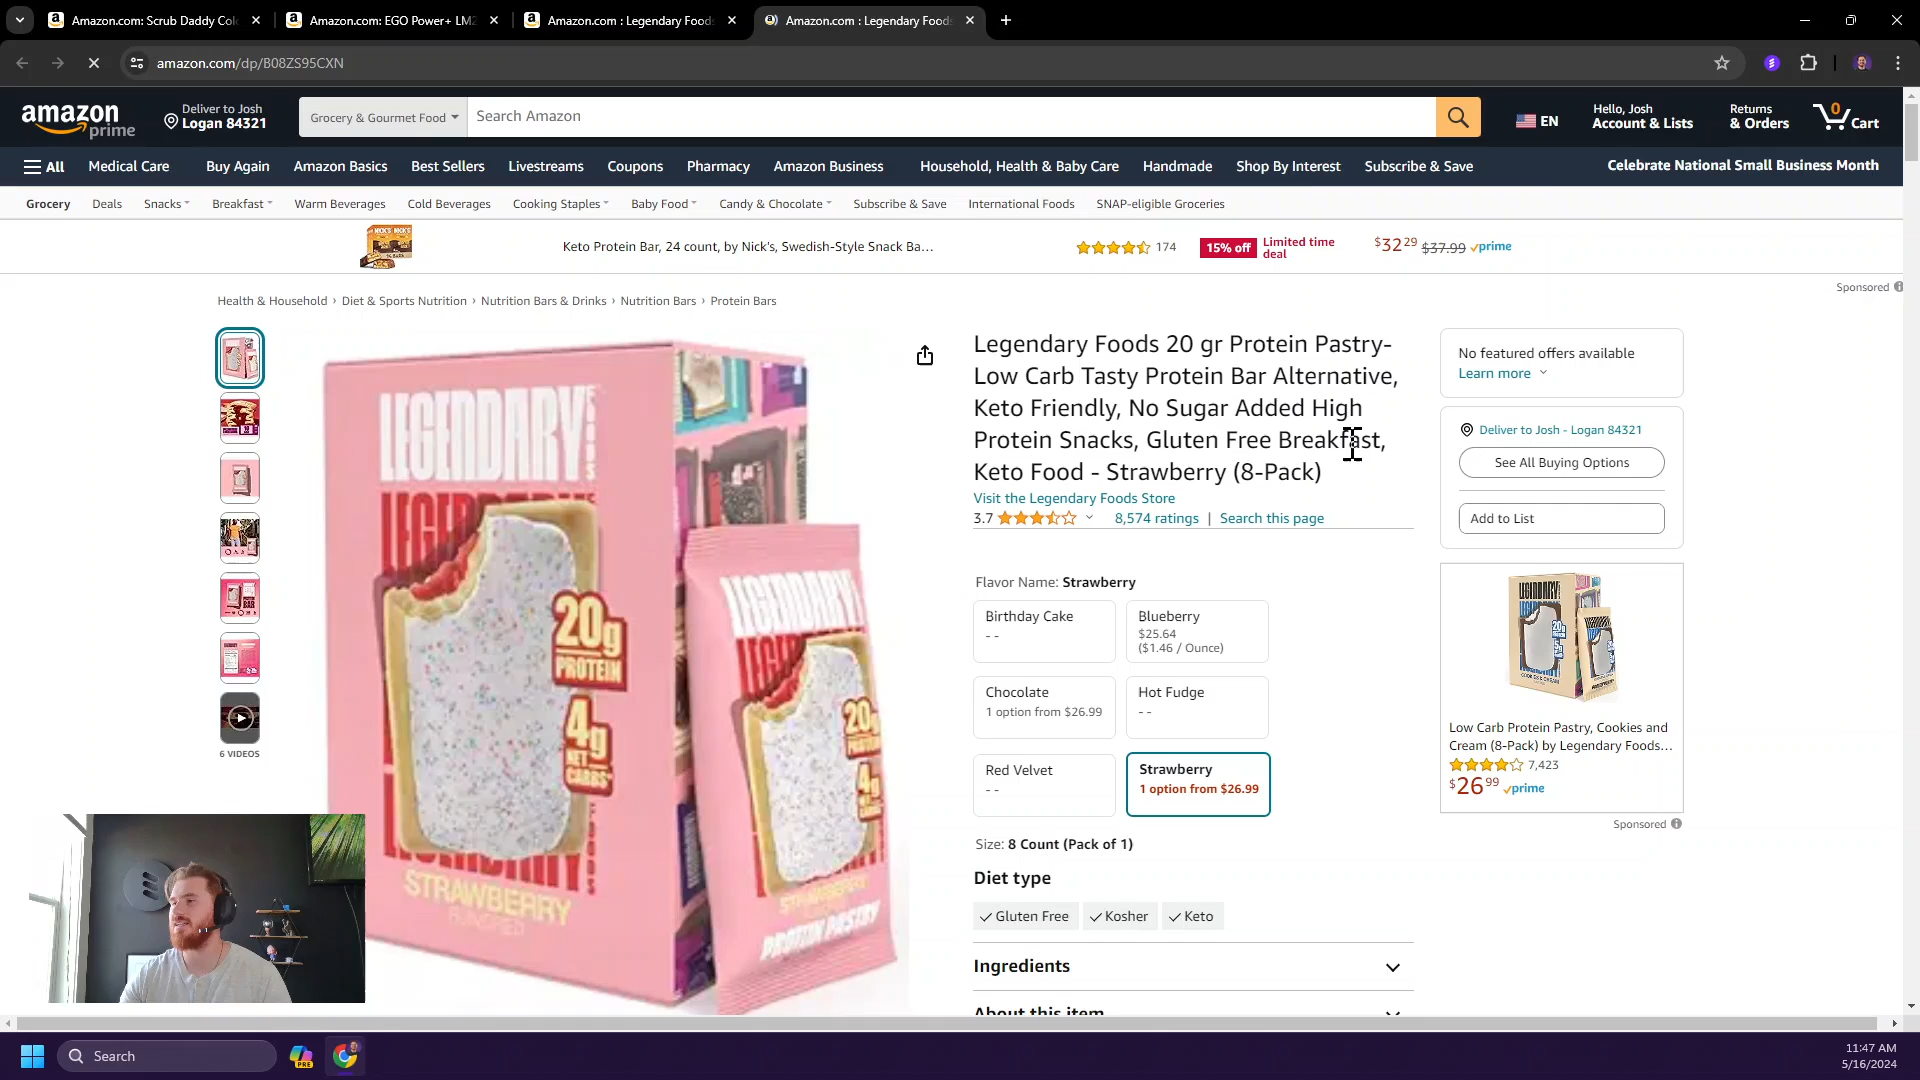 Amazon.com: Scrub Daddy Col
Amazon.com: EGO Power+ LM2
Amazon.com : Legendary Foods
Amazon.com : Legendary Foods
amazon.com/dp/B08ZS95CXN
amazon prime
Deliver to Josh
Logan 84321
Grocery & Gourmet Food
Search Amazon
EN
Hello, Josh
Account & Lists
Returns
& Orders
0
Cart
All
Medical Care
Buy Again
Amazon Basics
Best Sellers
Livestreams
Coupons
Pharmacy
Amazon Business
Household, Health & Baby Care
Handmade
Shop By Interest
Subscribe & Save
Celebrate National Small Business Month
Grocery
Deals
Snacks
Breakfast
Warm Beverages
Cold Beverages
Cooking Staples
Baby Food
Candy & Chocolate
Subscribe & Save
International Foods
SNAP-eligible Groceries
Keto Protein Bar, 24 count, by Nick's, Swedish-Style Snack Ba...
174
15% off
Limited time
deal
$32 29 $37.99 prime
Sponsored
Health & Household › Diet & Sports Nutrition › Nutrition Bars & Drinks › Nutrition Bars › Protein Bars
6 VIDEOS
LEGENDARY
FOODS
20g
PROTEIN
4g
NET
CARBS
STRAWBERRY
FLAVORED
LEGENDARY
20g
4g
PROTEIN PASTRY
Legendary Foods 20 gr Protein Pastry-
Low Carb Tasty Protein Bar Alternative,
Keto Friendly, No Sugar Added High
Protein Snacks, Gluten Free Breakfast,
Keto Food - Strawberry (8-Pack)
Visit the Legendary Foods Store
3.7
8,574 ratings | Search this page
Flavor Name: Strawberry
Birthday Cake
- -
Blueberry
$25.64
($1.46 / Ounce)
Chocolate
1 option from $26.99
Hot Fudge
- -
Red Velvet
- -
Strawberry
1 option from $26.99
Size: 8 Count (Pack of 1)
Diet type
Gluten Free
Kosher
Keto
Ingredients
About this item
No featured offers available
Learn more
Deliver to Josh - Logan 84321
See All Buying Options
Add to List
LEGENDARY
Low Carb Protein Pastry, Cookies and
Cream (8-Pack) by Legendary Foods...
7,423
$26 99 prime
Sponsored
Search
PRE
11:47 AM
5/16/2024